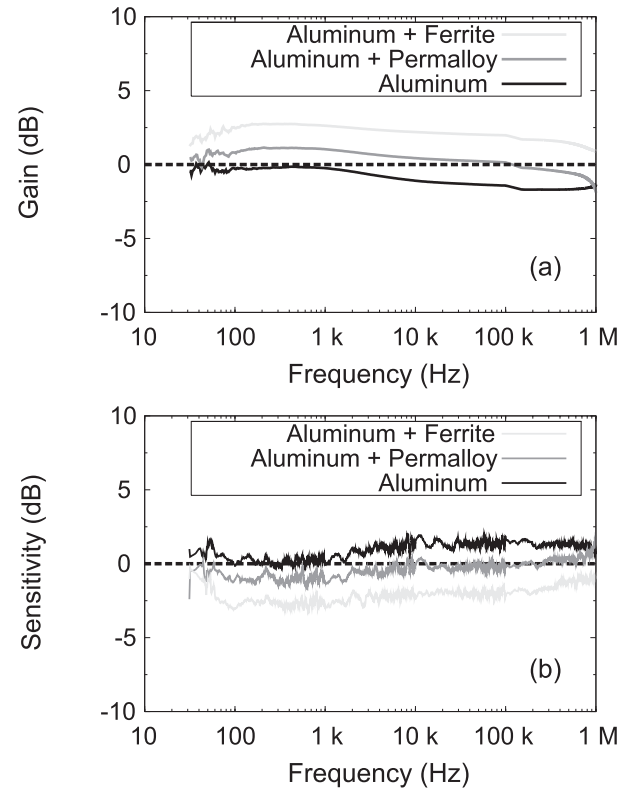 10
Aluminum + Ferrite
Aluminum + Permalloy
Aluminum
5
0
-5
-10
Gain (dB)
(a)
10 100 1 k 10 k 100 k 1 M
Frequency (Hz)
10
Aluminum + Ferrite
Aluminum + Permalloy
Aluminum
5
0
-5
-10
Sensitivity (dB)
(b)
10 100 1 k 10 k 100 k 1 M
Frequency (Hz)